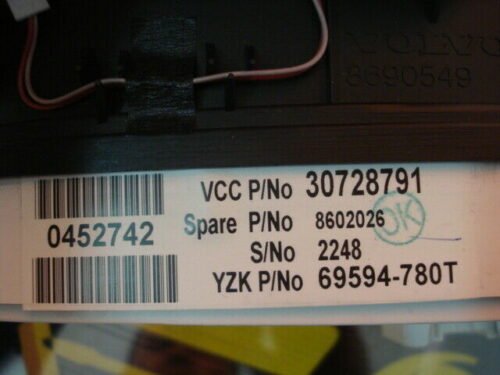 VOLVO
8690549
VCC P/No 30728791
0452742
Spare P/No 8602026
OK
S/No 2248
YZK P/No 69594-780T